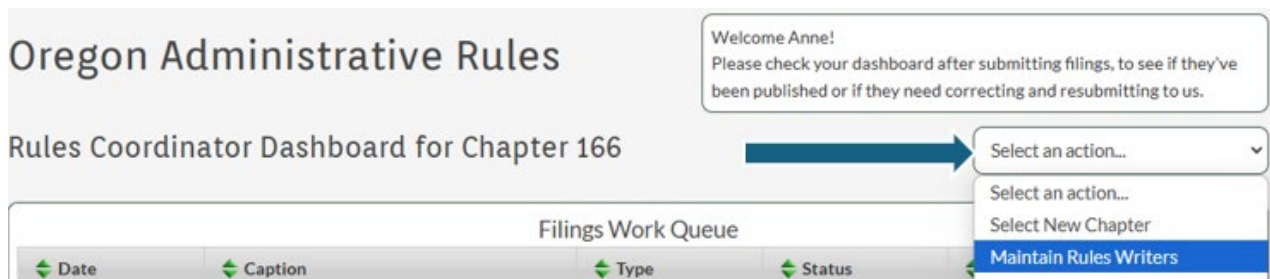 Oregon Administrative Rules
Welcome Anne!
Please check your dashboard after submitting filings, to see if they've
been published or if they need correcting and resubmitting to us.
Rules Coordinator Dashboard for Chapter 166
Select an action...
Select an action...
Select New Chapter
Maintain Rules Writers
Filings Work Queue
Date Caption Type Status